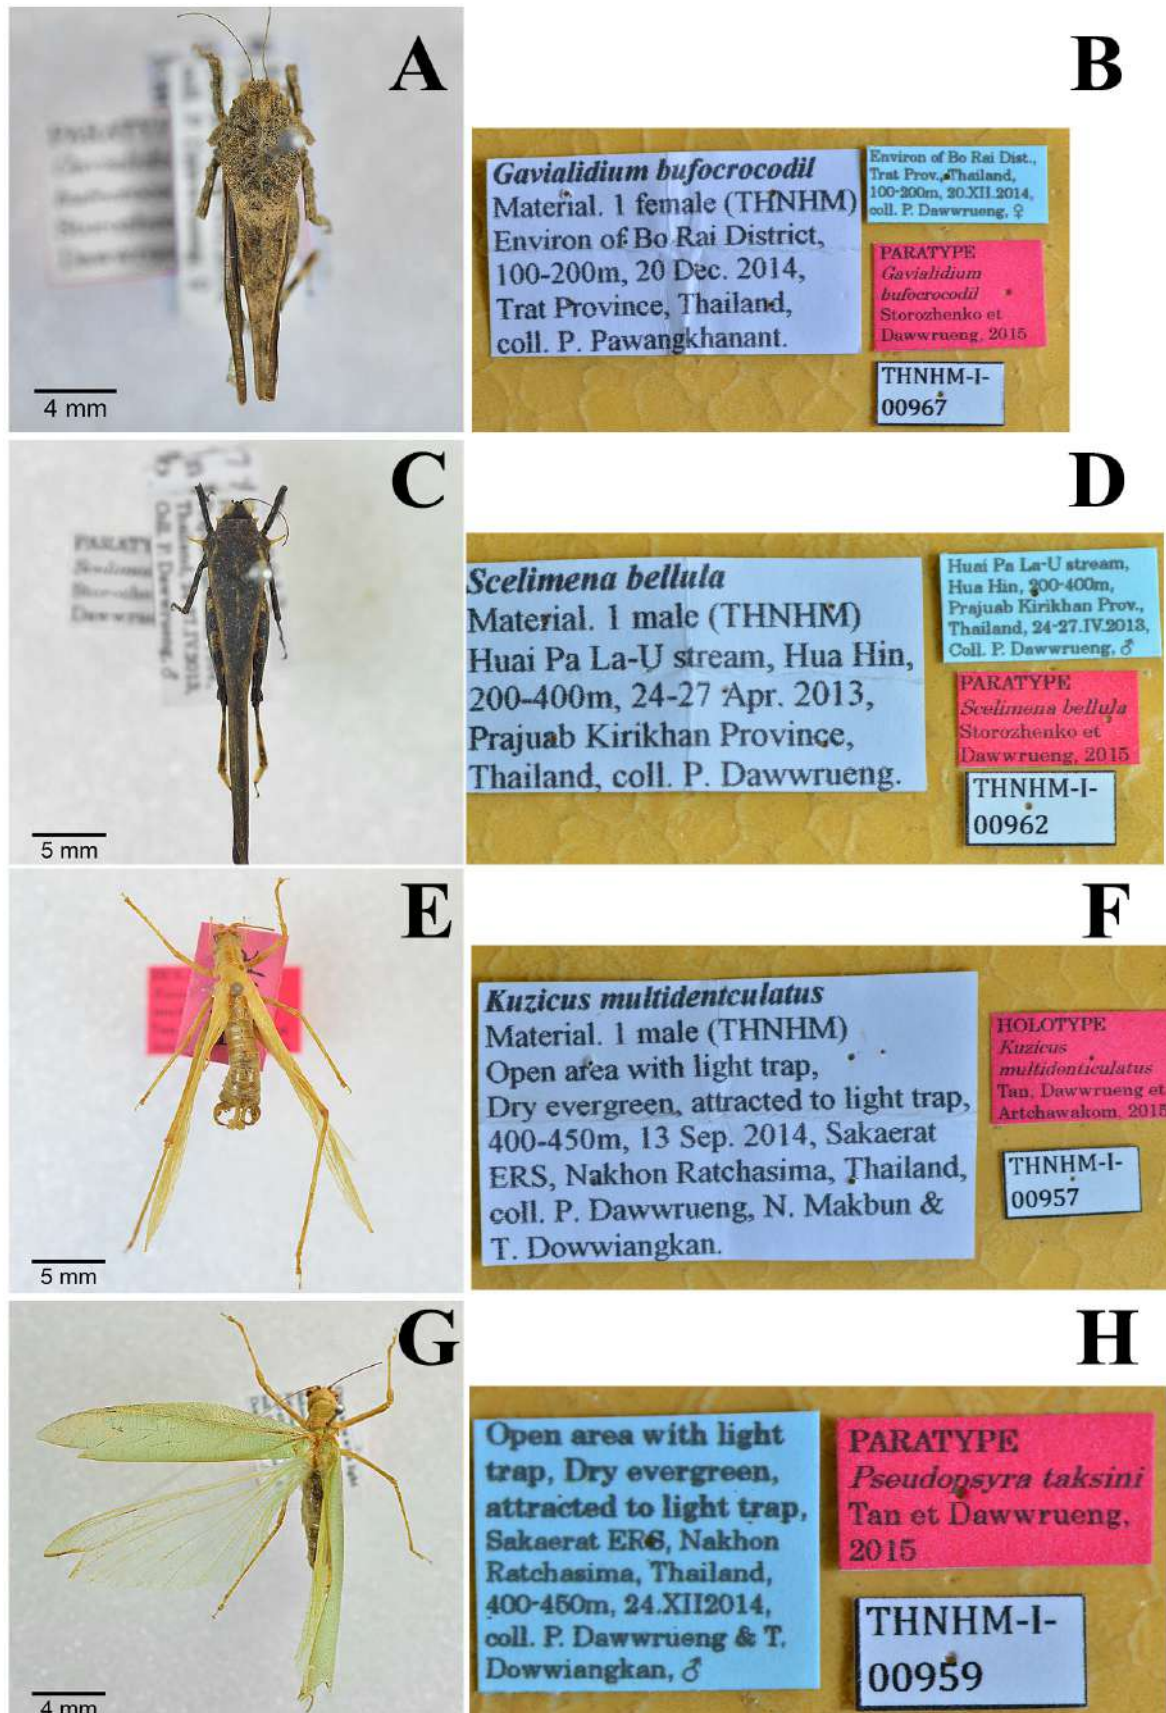 A
PARATYPE
4 mm
B
Gavialidium bufocrocodil
Material. 1 female (THNHM)
Environ of Bo Rai District,
100-200m, 20 Dec. 2014,
Trat Province, Thailand,
coll. P. Pawangkhanant.
Environ of Bo Rai Dist.,
Trat Prov., Thailand,
100-200m, 20.XII.2014,
coll. P. Dawwrueng, ♀
PARATYPE
Gavialidium
bufocrocodil
Storozhenko et
Dawwrueng, 2015
THNHM-I-
00967
C
PARATY
Coll. P. Dawwrueng, ♂
5 mm
D
Scelimena bellula
Material. 1 male (THNHM)
Huai Pa La-U stream, Hua Hin,
200-400m, 24-27 Apr. 2013,
Prajuab Kirikhan Province,
Thailand, coll. P. Dawwrueng.
Huai Pa La-U stream,
Hua Hin, 200-400m,
Prajuab Kirikhan Prov.,
Thailand, 24-27.IV.2013,
Coll. P. Dawwrueng, ♂
PARATYPE
Scelimena bellula
Storozhenko et
Dawwrueng, 2015
THNHM-I-
00962
E
5 mm
F
Kuzicus multidentculatus
Material. 1 male (THNHM)
Open area with light trap,
Dry evergreen, attracted to light trap,
400-450m, 13 Sep. 2014, Sakaerat
ERS, Nakhon Ratchasima, Thailand,
coll. P. Dawwrueng, N. Makbun &
T. Dowwiangkan.
HOLOTYPE
Kuzicus
multidenticulatus
Tan, Dawwrueng et
Artchawakom, 2015
THNHM-I-
00957
G
4 mm
H
Open area with light
trap, Dry evergreen,
attracted to light trap,
Sakaerat ERS, Nakhon
Ratchasima, Thailand,
400-450m, 24.XII2014,
coll. P. Dawwrueng & T.
Dowwiangkan, ♂
PARATYPE
Pseudopsyra taksini
Tan et Dawwrueng,
2015
THNHM-I-
00959